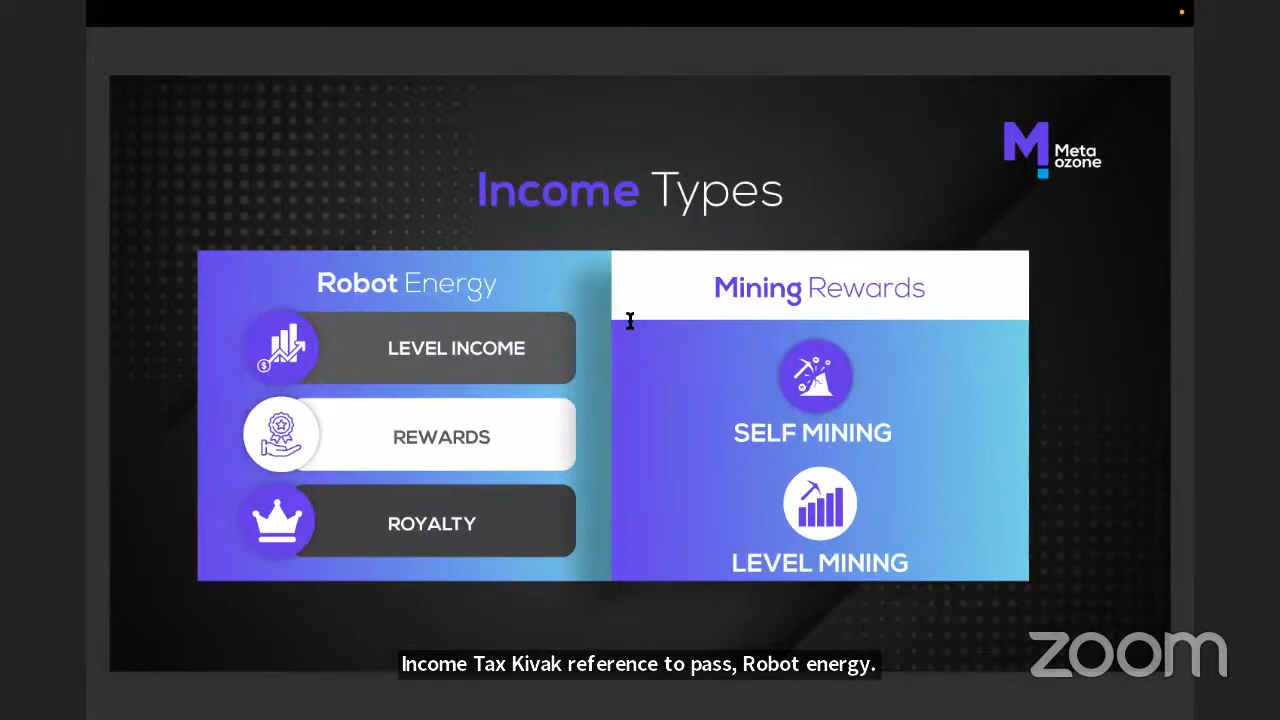 Meta
ozone
Income Types
Robot Energy
LEVEL INCOME
REWARDS
ROYALTY
Mining Rewards
SELF MINING
LEVEL MINING
Income Tax Kivak reference to pass, Robot energy.
zoom